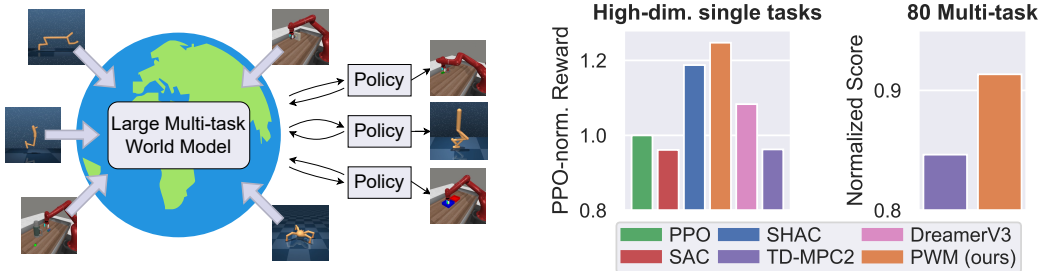 Large Multi-task
World Model
Policy
Policy
Policy
High-dim. single tasks
PPO-norm. Reward
1.2
1.0
0.8
80 Multi-task
Normalized Score
0.9
0.8
PPO
SHAC
DreamerV3
SAC
TD-MPC2
PWM (ours)